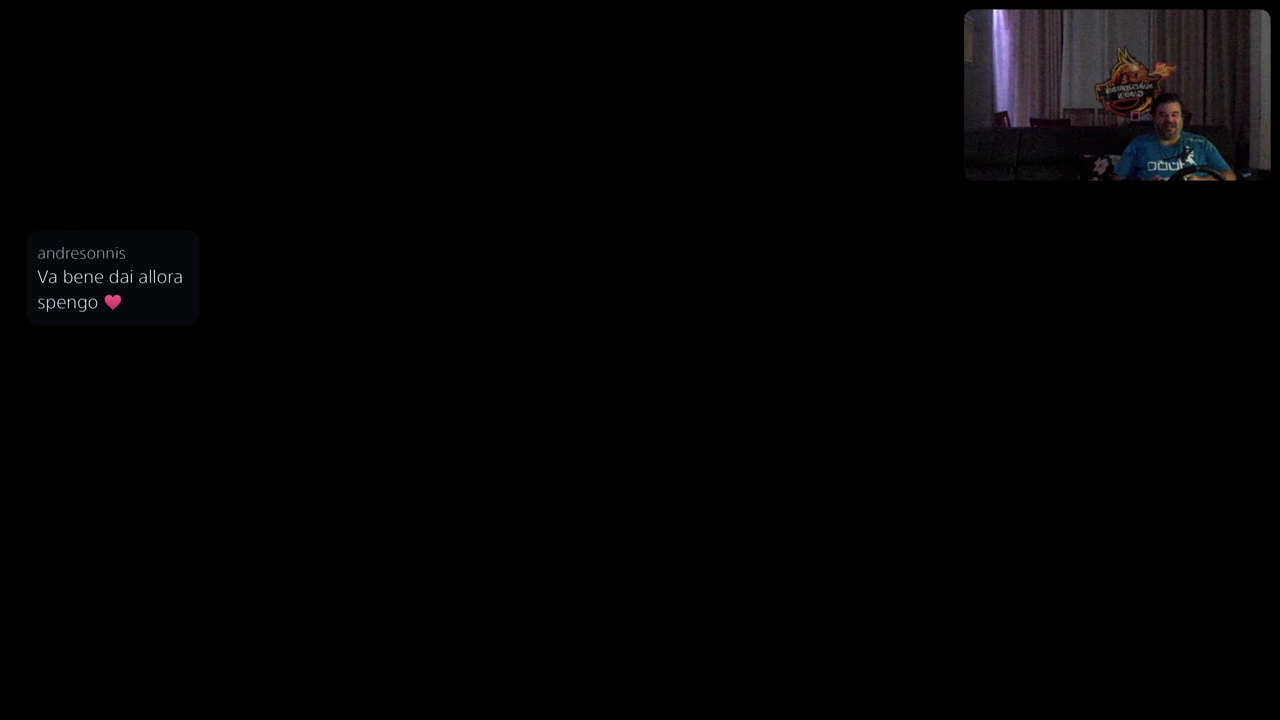 andresonnis
Va bene dai allora
spengo ❤